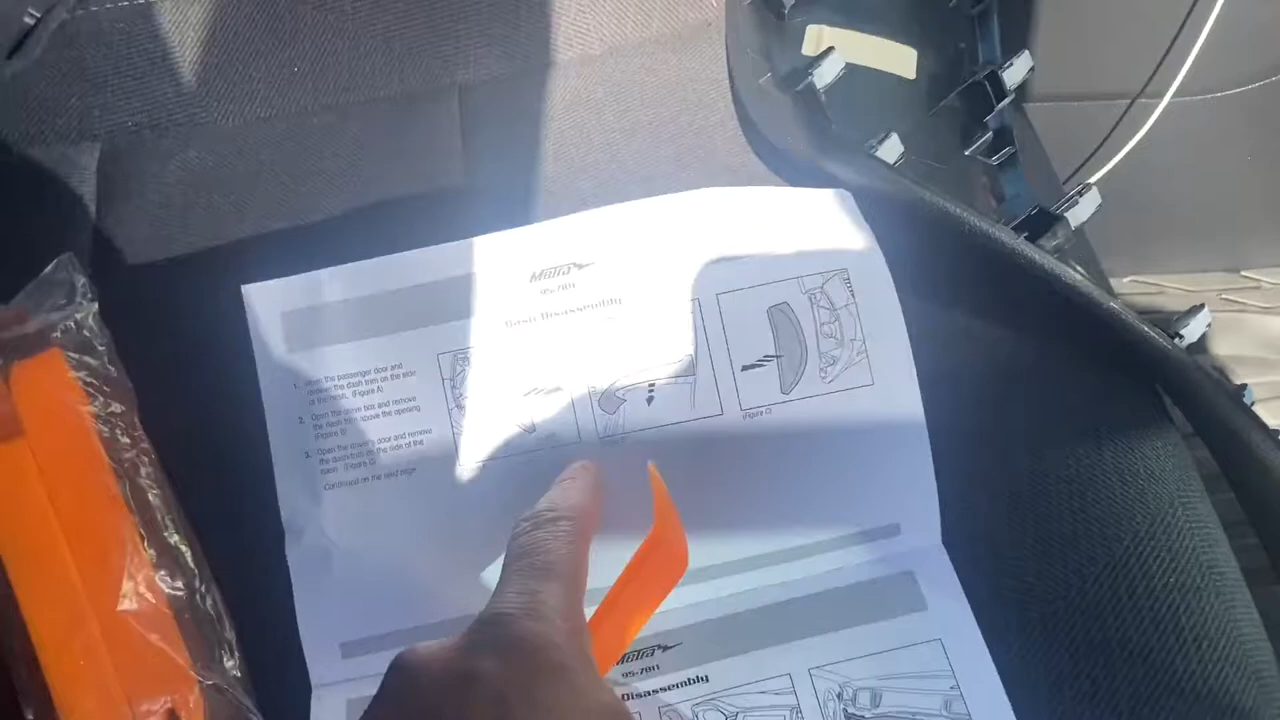 Metra
95-7811
Dash Disassembly
1. Open the passenger door and
remove the dash trim on the side
of the dash. (Figure A)
2. Open the glove box and remove
the dash trim above the opening
(Figure B)
3. Open the driver's door and remove
the dash trim on the side of the
dash. (Figure C)
Continued on the next page
(Figure C)
Metra
95-7811
Disassembly